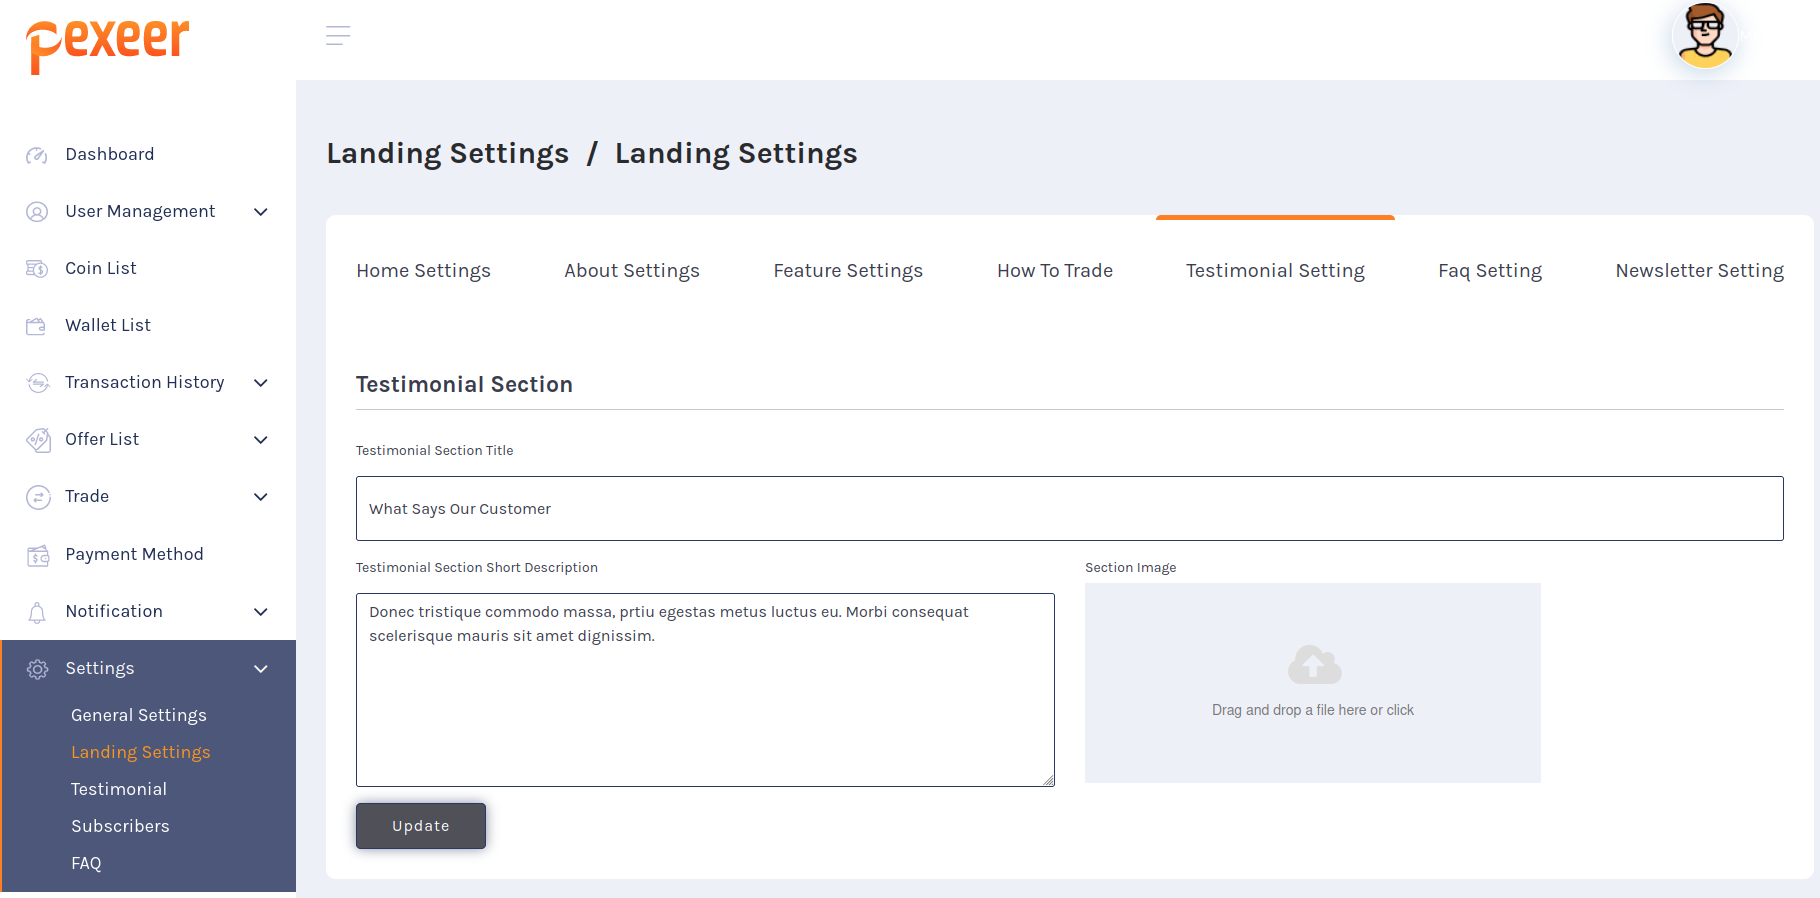 pexeer
Dashboard
User Management
Coin List
Wallet List
Transaction History
Offer List
Trade
Payment Method
Notification
Settings
General Settings
Landing Settings
Testimonial
Subscribers
FAQ
Landing Settings / Landing Settings
Home Settings
About Settings
Feature Settings
How To Trade
Testimonial Setting
Faq Setting
Newsletter Setting
Testimonial Section
Testimonial Section Title
What Says Our Customer
Testimonial Section Short Description
Donec tristique commodo massa, prtiu egestas metus luctus eu. Morbi consequat
scelerisque mauris sit amet dignissim.
Section Image
Drag and drop a file here or click
Update